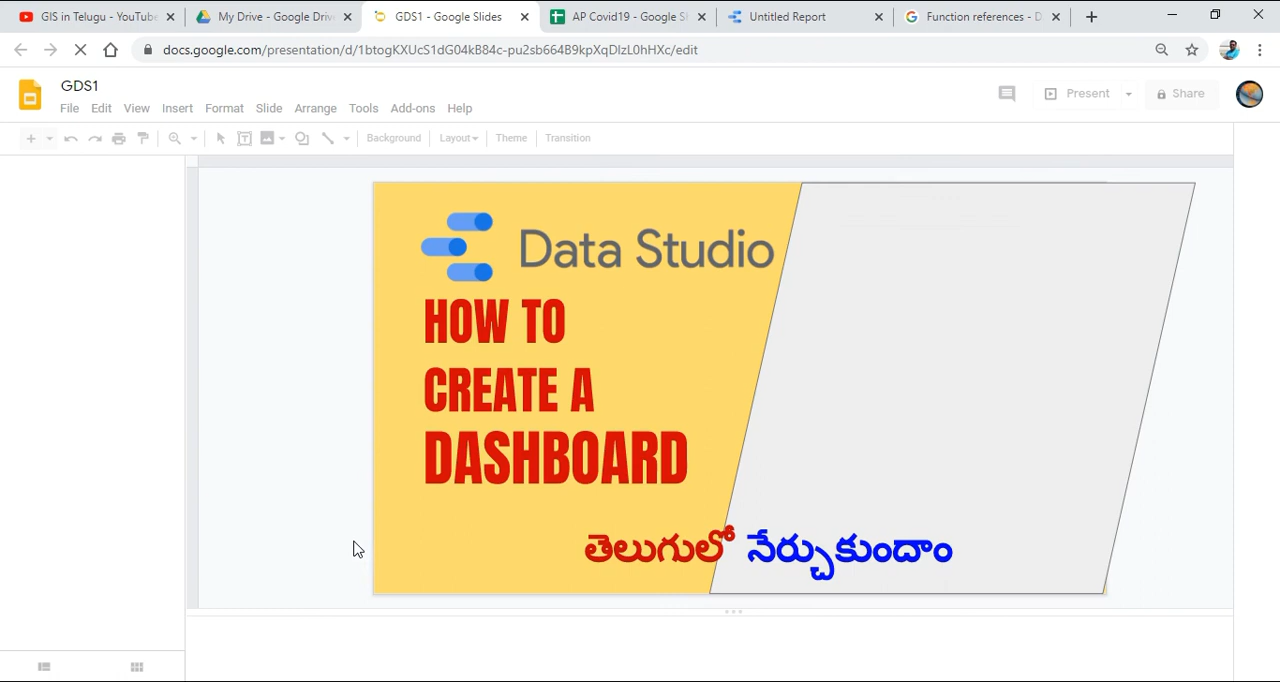 GIS in Telugu - YouTube
My Drive - Google Drive
GDS1 - Google Slides
AP Covid19 - Google Sh
Untitled Report
Function references - D
docs.google.com/presentation/d/1btogKXUcS1dG04kB84c-pu2sb664B9kpXqDIzL0hHXc/edit
GDS1
File Edit View Insert Format Slide Arrange Tools Add-ons Help
Present
Share
Background Layout Theme Transition
Data Studio
HOW TO
CREATE A
DASHBOARD
తెలుగులో నేర్చుకుందాం